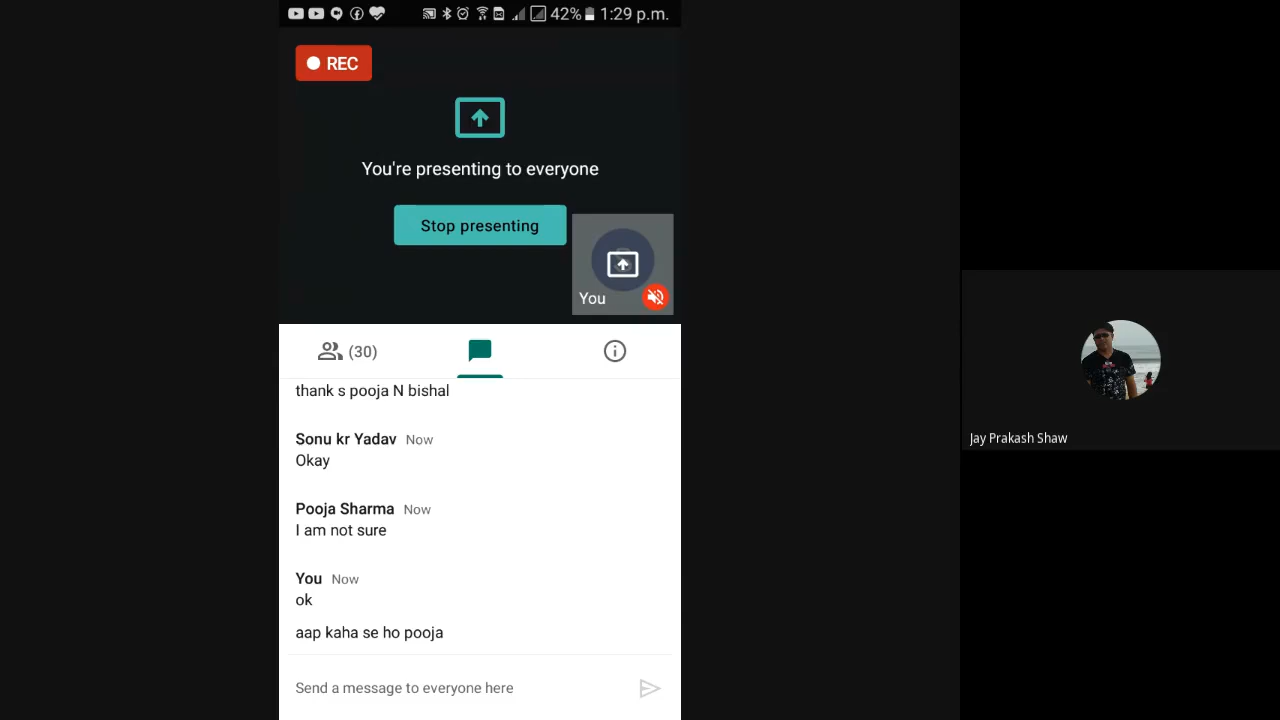 42% 1:29 p.m.
REC
You're presenting to everyone
Stop presenting
You
(30)
thank s pooja N bishal
Sonu kr Yadav Now
Okay
Pooja Sharma Now
I am not sure
You Now
ok
aap kaha se ho pooja
Send a message to everyone here
Jay Prakash Shaw